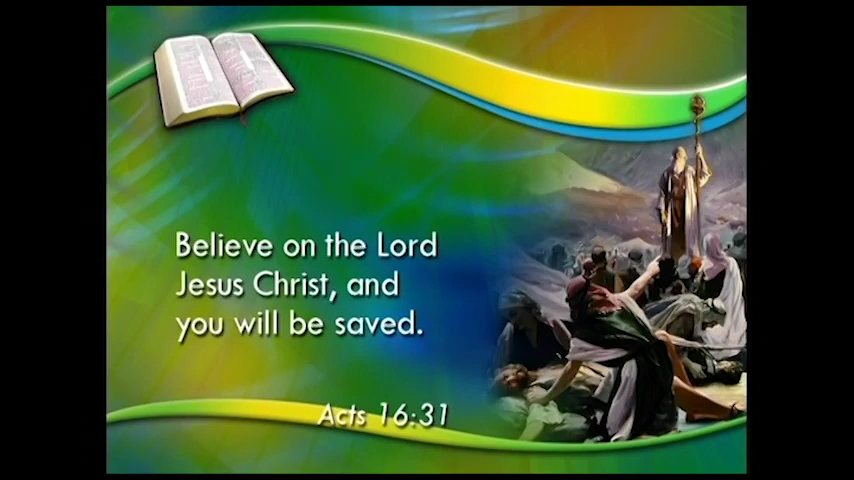 Believe on the Lord
Jesus Christ, and
you will be saved.
Acts 16:31